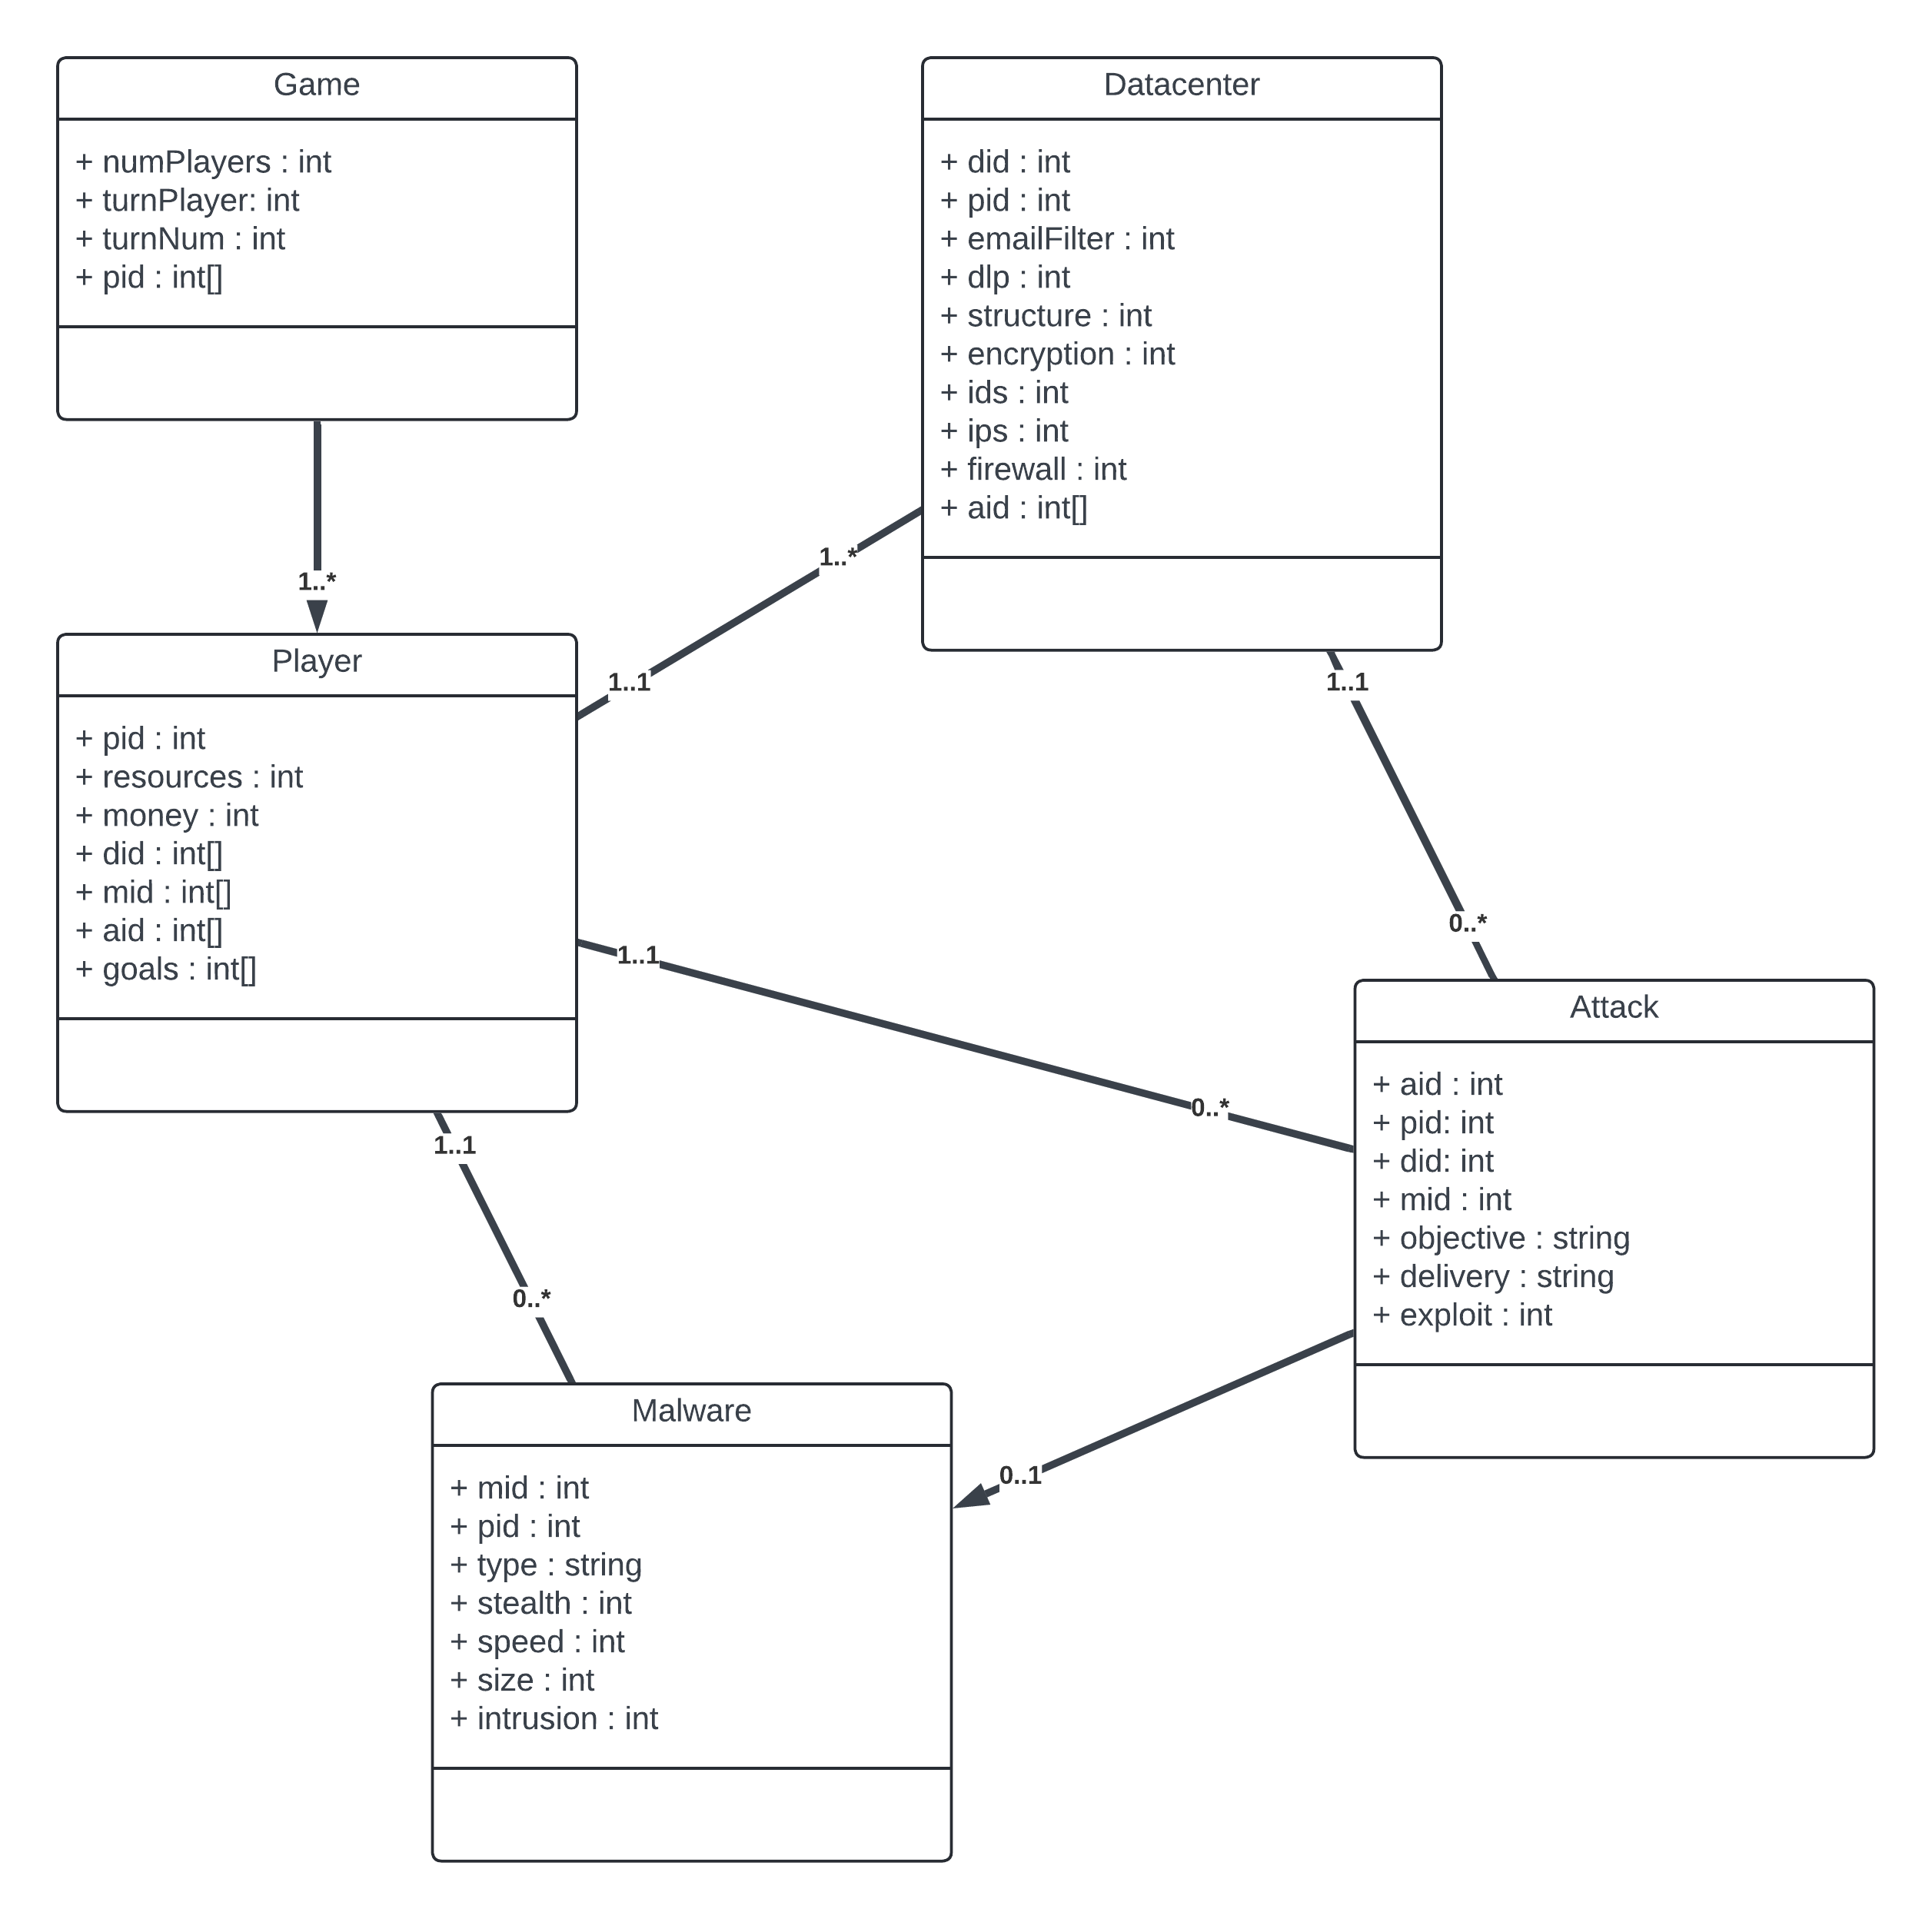 Game
+ numPlayers : int
+ turnPlayer: int
+ turnNum : int
+ pid : int[]
Datacenter
+ did : int
+ pid : int
+ emailFilter : int
+ dlp : int
+ structure : int
+ encryption : int
+ ids : int
+ ips : int
+ firewall : int
+ aid : int[]
1..*
1..*
1..1
1..1
Player
+ pid : int
+ resources : int
+ money : int
+ did : int[]
+ mid : int[]
+ aid : int[]
+ goals : int[]
1..1
0..*
0..*
1..1
0..*
Attack
+ aid : int
+ pid: int
+ did: int
+ mid : int
+ objective : string
+ delivery : string
+ exploit : int
0..1
Malware
+ mid : int
+ pid : int
+ type : string
+ stealth : int
+ speed : int
+ size : int
+ intrusion : int